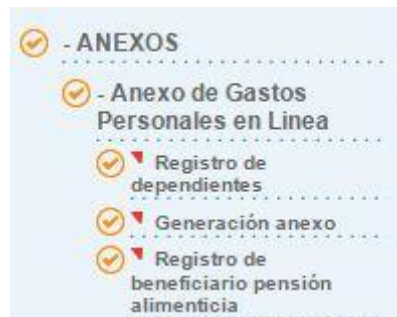 - ANEXOS
- Anexo de Gastos
Personales en Linea
Registro de
dependientes
Generación anexo
Registro de
beneficiario pensión
alimenticia